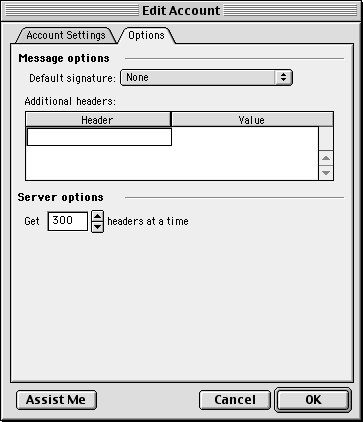 Edit Account
Account Settings Options
Message options
Default signature: None
Additional headers:
Header Value
Server options
Get 300 headers at a time
Assist Me Cancel OK